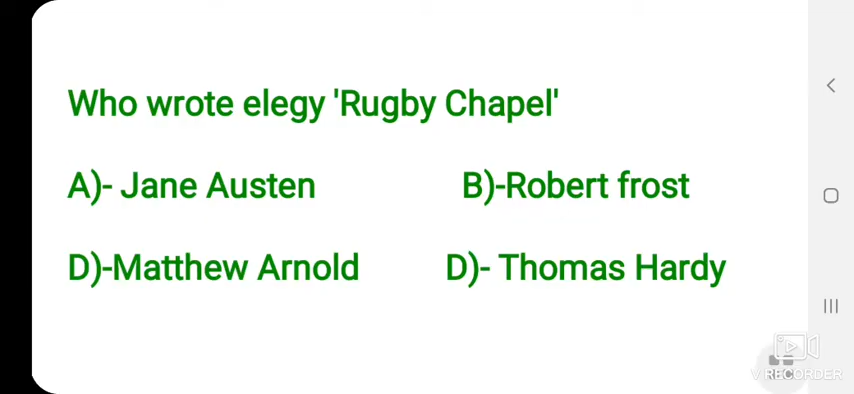 Who wrote elegy 'Rugby Chapel'
A)- Jane Austen B)-Robert frost
D)-Matthew Arnold D)- Thomas Hardy
V RECORDER